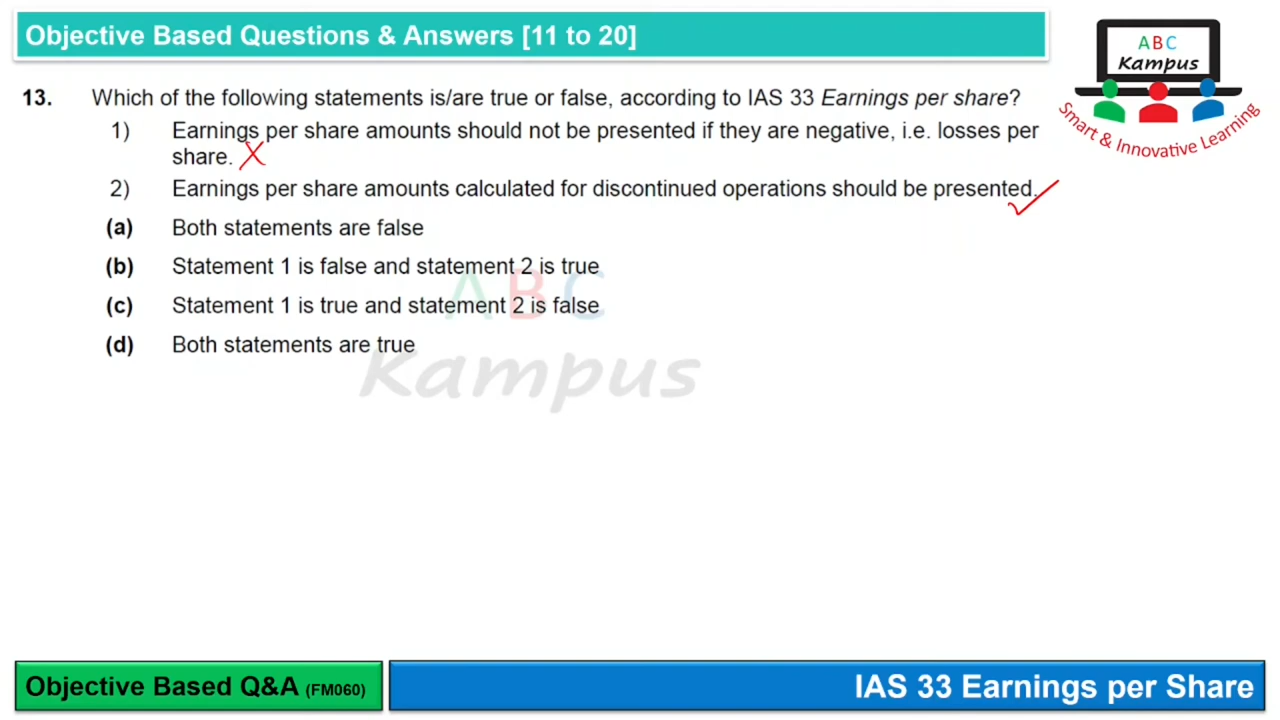 Objective Based Questions & Answers [11 to 20]
A B C
Kampus
Smart & Innovative Learning
13. Which of the following statements is/are true or false, according to IAS 33 Earnings per share?
1) Earnings per share amounts should not be presented if they are negative, i.e. losses per
share.
2) Earnings per share amounts calculated for discontinued operations should be presented.
(a) Both statements are false
(b) Statement 1 is false and statement 2 is true
(c) Statement 1 is true and statement 2 is false
(d) Both statements are true
A B C
Kampus
Objective Based Q&A (FM060)
IAS 33 Earnings per Share